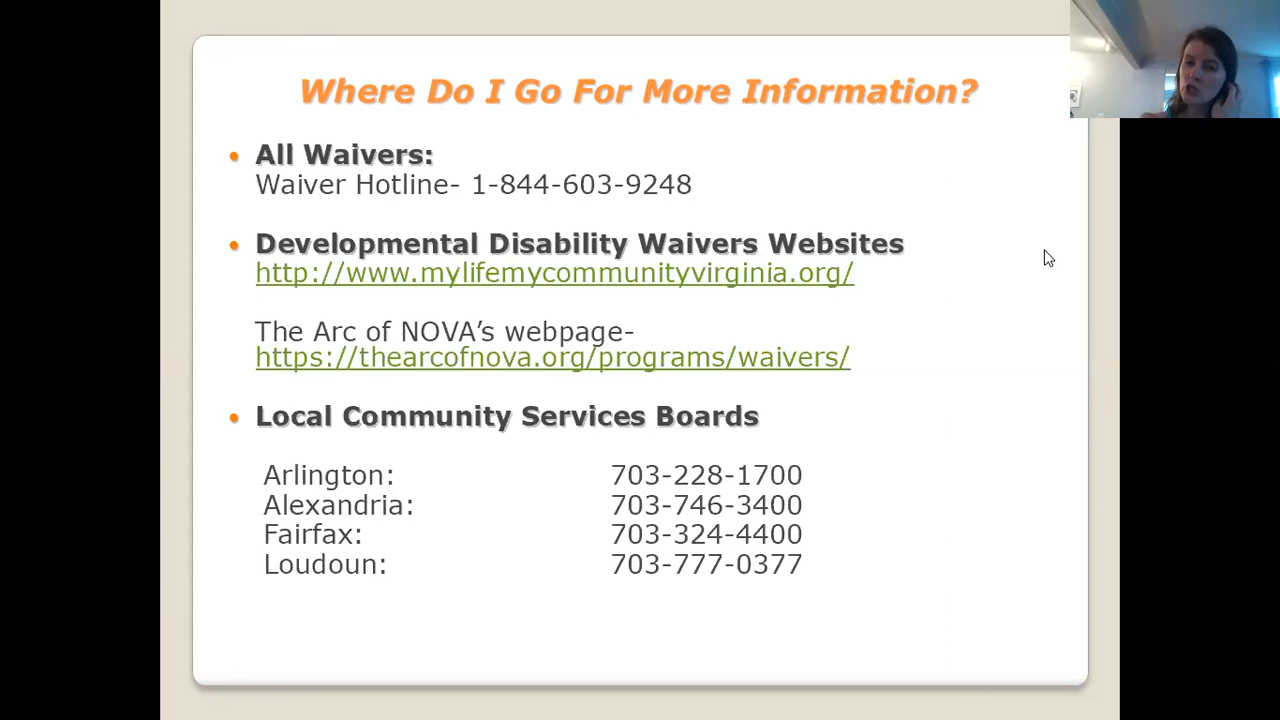 Where Do I Go For More Information?
• All Waivers:
Waiver Hotline- 1-844-603-9248
• Developmental Disability Waivers Websites
http://www.mylifemycommunityvirginia.org/
The Arc of NOVA’s webpage-
https://thearcofnova.org/programs/waivers/
• Local Community Services Boards
Arlington: 703-228-1700
Alexandria: 703-746-3400
Fairfax: 703-324-4400
Loudoun: 703-777-0377